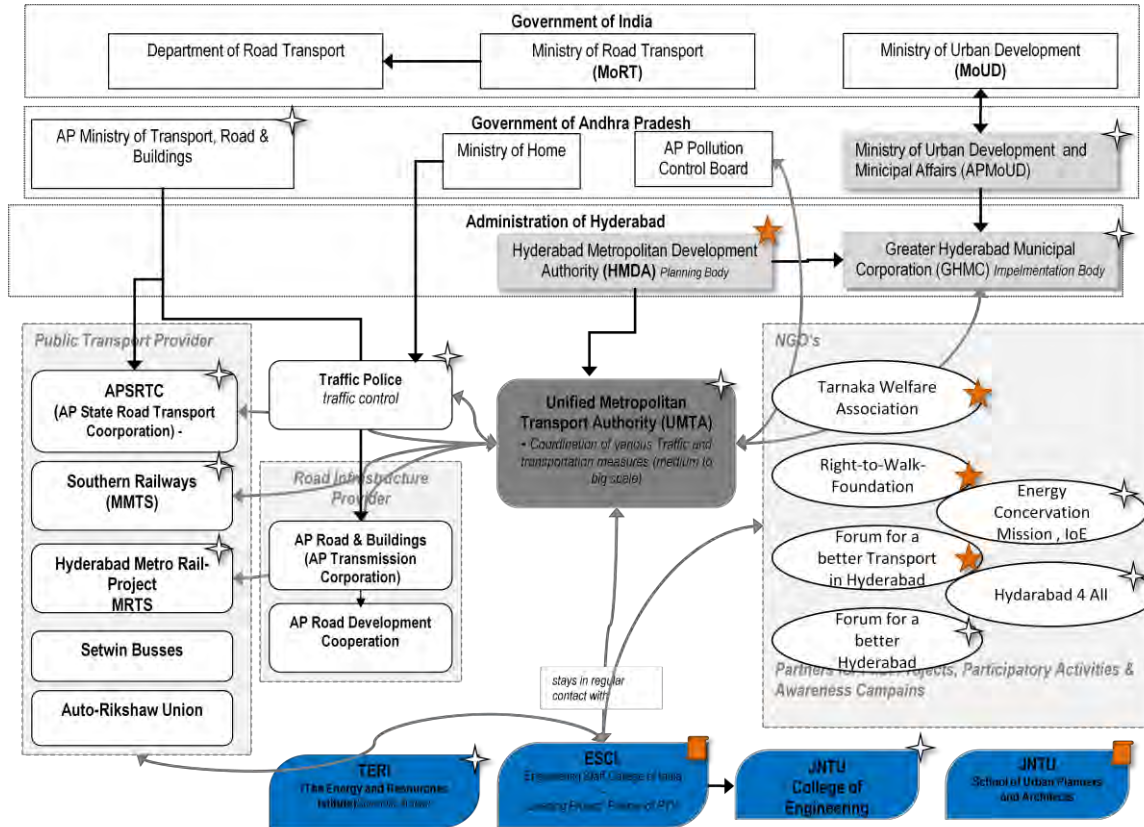 Government of India
Department of Road Transport
Ministry of Road Transport
(MoRT)
Ministry of Urban Development
(MoUD)
Government of Andhra Pradesh
AP Ministry of Transport, Road &
Buildings
Ministry of Home
AP Pollution
Control Board
Ministry of Urban Development and
Minicipal Affairs (APMoUD)
Administration of Hyderabad
Hyderabad Metropolitan Development
Authority (HMDA) Planning Body
Greater Hyderabad Municipal
Corporation (GHMC) Impelmentation Body
Public Transport Provider
APSRTC
(AP State Road Transport
Coorporation) -
Southern Railways
(MMTS)
Hyderabad Metro Rail-
Project
MRTS
Setwin Busses
Auto-Rikshaw Union
Traffic Police
traffic control
Road Infrastructure
Provider
AP Road & Buildings
(AP Transmission
Corporation)
AP Road Development
Cooperation
Unified Metropolitan
Transport Authority (UMTA)
- Coordination of various Traffic and
transportation measures (medium to
big scale)
NGO's
Tarnaka Welfare
Association
Right-to-Walk-
Foundation
Energy
Concervation
Mission , IoE
Forum for a
better Transport
in Hyderabad
Hydarabad 4 All
Forum for a
better
Hyderabad
Partners for Projects, Participatory Activities &
Awareness Campains
stays in regular
contact with
TERI
(The Energy and Resources
ESCI
Engineering Staff College of India
JNTU
College of
Engineering
JNTU
School of Urban Planners
and Architects